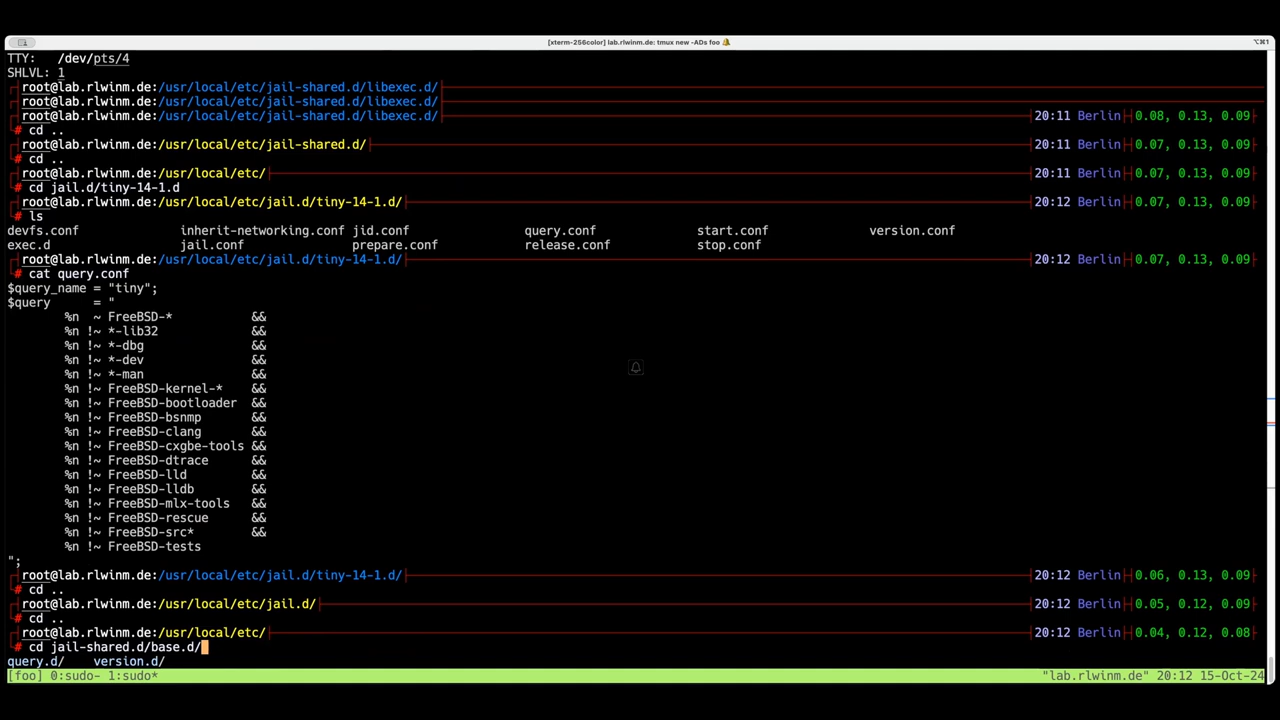 [xterm-256color] lab.rlwinm.de: tmux new -ADs foo 🔔 ⌥⌘1
TTY:   /dev/pts/4
SHLVL: 1
root@lab.rlwinm.de:/usr/local/etc/jail-shared.d/libexec.d/
root@lab.rlwinm.de:/usr/local/etc/jail-shared.d/libexec.d/
root@lab.rlwinm.de:/usr/local/etc/jail-shared.d/libexec.d/ 20:11 Berlin 0.08, 0.13, 0.09
# cd ..
root@lab.rlwinm.de:/usr/local/etc/jail-shared.d/ 20:11 Berlin 0.07, 0.13, 0.09
# cd ..
root@lab.rlwinm.de:/usr/local/etc/ 20:11 Berlin 0.07, 0.13, 0.09
# cd jail.d/tiny-14-1.d
root@lab.rlwinm.de:/usr/local/etc/jail.d/tiny-14-1.d/ 20:12 Berlin 0.07, 0.13, 0.09
# ls
devfs.conf inherit-networking.conf jid.conf query.conf start.conf version.conf
exec.d jail.conf prepare.conf release.conf stop.conf
root@lab.rlwinm.de:/usr/local/etc/jail.d/tiny-14-1.d/ 20:12 Berlin 0.07, 0.13, 0.09
# cat query.conf
$query_name = "tiny";
$query      = "
%n  ~ FreeBSD-* &&
%n !~ *-lib32 &&
%n !~ *-dbg &&
%n !~ *-dev &&
%n !~ *-man &&
%n !~ FreeBSD-kernel-* &&
%n !~ FreeBSD-bootloader &&
%n !~ FreeBSD-bsnmp &&
%n !~ FreeBSD-clang &&
%n !~ FreeBSD-cxgbe-tools &&
%n !~ FreeBSD-dtrace &&
%n !~ FreeBSD-lld &&
%n !~ FreeBSD-lldb &&
%n !~ FreeBSD-mlx-tools &&
%n !~ FreeBSD-rescue &&
%n !~ FreeBSD-src* &&
%n !~ FreeBSD-tests
";
root@lab.rlwinm.de:/usr/local/etc/jail.d/tiny-14-1.d/ 20:12 Berlin 0.06, 0.13, 0.09
# cd ..
root@lab.rlwinm.de:/usr/local/etc/jail.d/ 20:12 Berlin 0.05, 0.12, 0.09
# cd ..
root@lab.rlwinm.de:/usr/local/etc/ 20:12 Berlin 0.04, 0.12, 0.08
# cd jail-shared.d/base.d/
query.d/ version.d/
[foo] 0:sudo- 1:sudo* "lab.rlwinm.de" 20:12 15-Oct-24